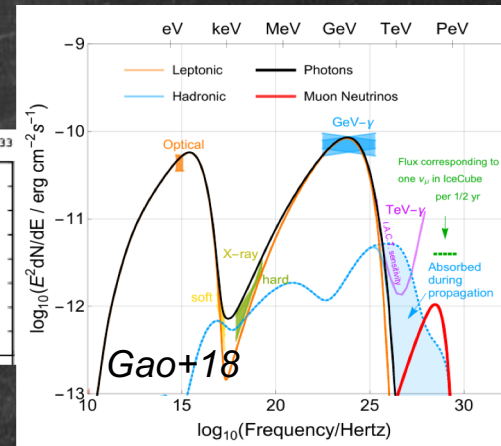 eV keV MeV GeV TeV PeV
33
-9
-10
-11
-12
-13
Leptonic
Hadronic
Photons
Muon Neutrinos
Optical
GeV-γ
Flux corresponding to
one νμ in IceCube
per 1/2 yr
TeV-γ
I.A.C.T. sensitivity
X-ray
soft
hard
Absorbed
during
propagation
Gao+18
10 15 20 25 30
log₁₀(Frequency/Hertz)
log₁₀(E²dN/dE / erg cm⁻²s⁻¹)